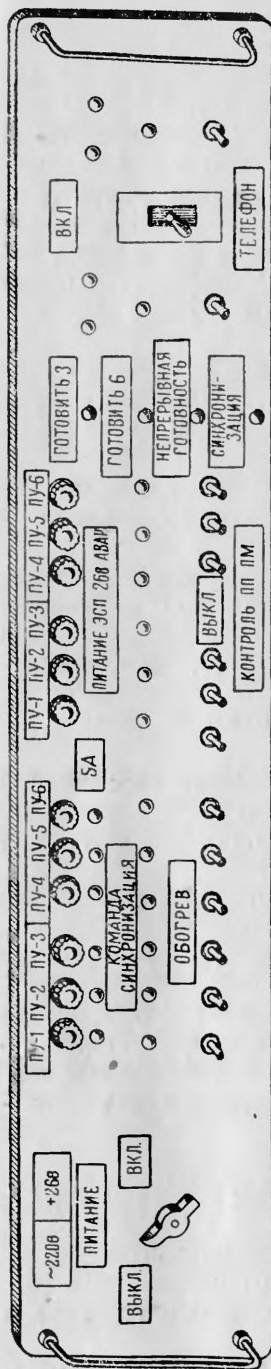 ~220в +26в
ПИТАНИЕ
ВЫКЛ.
ВКЛ.
ПУ-1 ПУ-2 ПУ-3 ПУ-4 ПУ-5 ПУ-6
КОМАНДА
СИНХРОНИЗАЦИЯ
ОБОГРЕВ
5А
ПУ-1 ПУ-2 ПУ-3 ПУ-4 ПУ-5 ПУ-6
ПИТАНИЕ ЭСП 26в АВАР
ВЫКЛ
КОНТРОЛЬ ПП ПМ
ГОТОВИТЬ 3
ГОТОВИТЬ 6
НЕПРЕРЫВНАЯ
ГОТОВНОСТЬ
СИНХРОНИ-
ЗАЦИЯ
ВКЛ
ТЕЛЕФОН